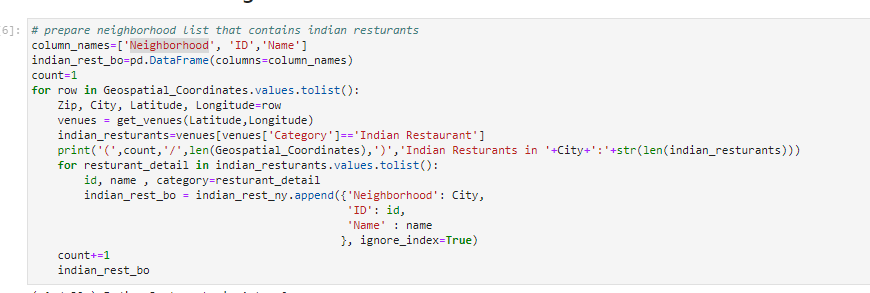 [6]: # prepare neighborhood list that contains indian resturants
column_names=['Neighborhood', 'ID','Name']
indian_rest_bo=pd.DataFrame(columns=column_names)
count=1
for row in Geospatial_Coordinates.values.tolist():
    Zip, City, Latitude, Longitude=row
    venues = get_venues(Latitude,Longitude)
    indian_resturants=venues[venues['Category']=='Indian Restaurant']
    print('(',count,'/',len(Geospatial_Coordinates),')','Indian Resturants in '+City+':'+str(len(indian_resturants)))
    for resturant_detail in indian_resturants.values.tolist():
        id, name , category=resturant_detail
        indian_rest_bo = indian_rest_ny.append({'Neighborhood': City,
                                                'ID': id,
                                                'Name' : name
                                               }, ignore_index=True)
    count+=1
    indian_rest_bo